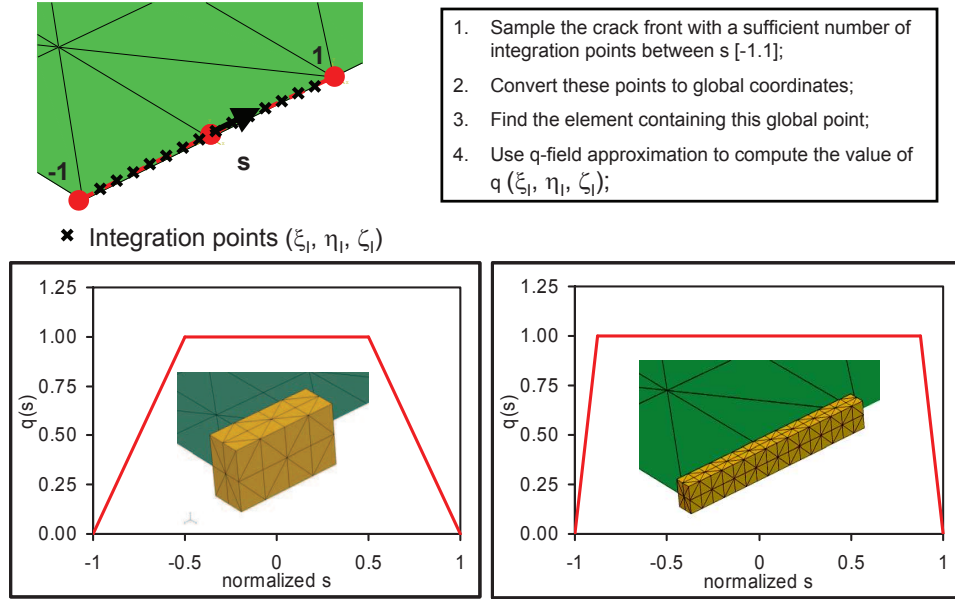 1
-1
s
1. Sample the crack front with a sufficient number of
integration points between s [-1.1];
2. Convert these points to global coordinates;
3. Find the element containing this global point;
4. Use q-field approximation to compute the value of
q (ξI, ηI, ζI);
✖ Integration points (ξI, ηI, ζI)
1.25
1.00
0.75
0.50
0.25
0.00
q(s)
-1 -0.5 0 0.5 1
normalized s
1.25
1.00
0.75
0.50
0.25
0.00
q(s)
-1 -0.5 0 0.5 1
normalized s